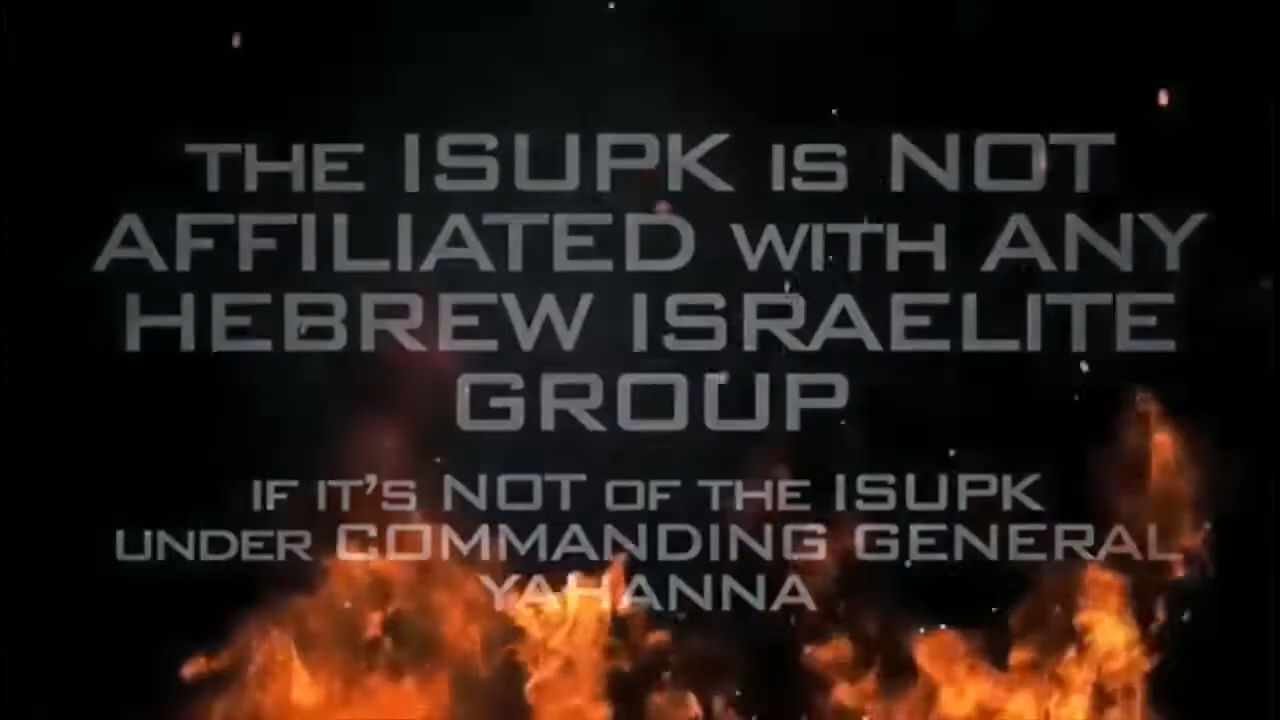 THE ISUPK IS NOT
AFFILIATED WITH ANY
HEBREW ISRAELITE
GROUP
IF IT'S NOT OF THE ISUPK
UNDER COMMANDING GENERAL
YAHANNA